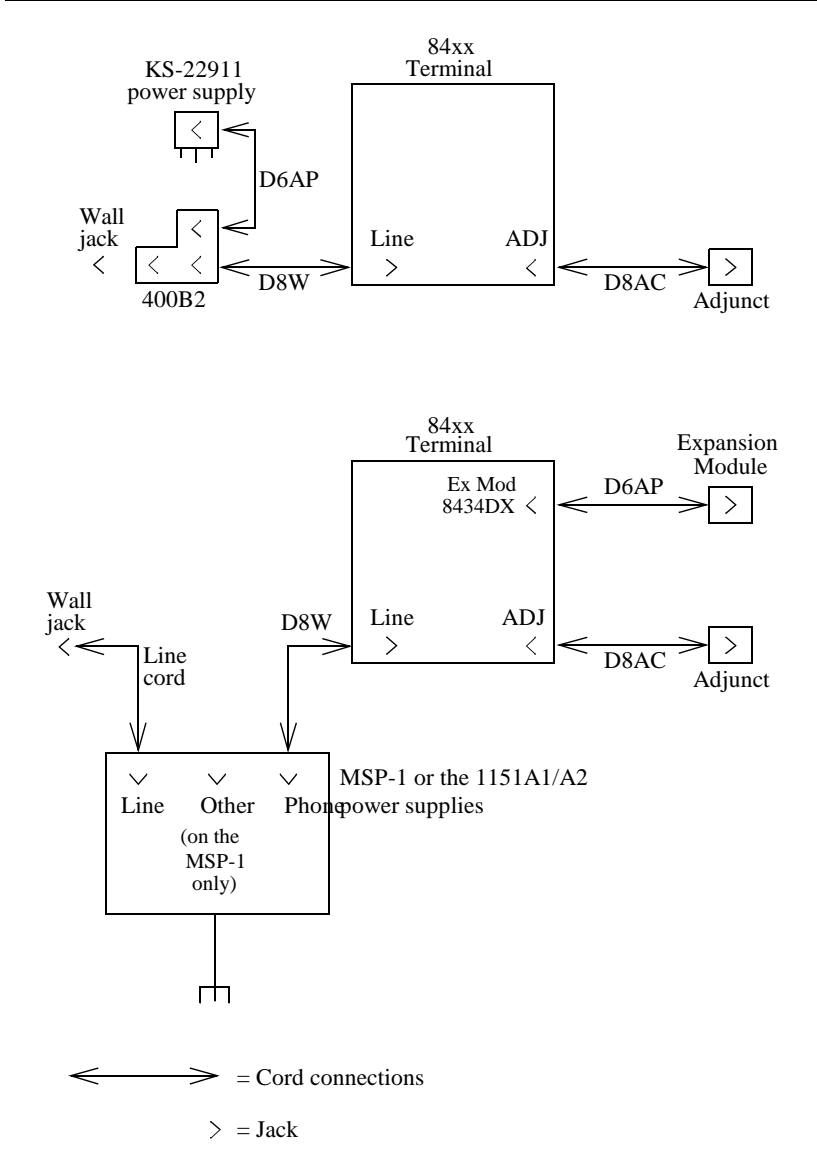 84xx
Terminal
KS-22911
power supply
D6AP
Wall
jack
Line
ADJ
D8W
D8AC
400B2
Adjunct
84xx
Terminal
Expansion
Module
Ex Mod
8434DX
D6AP
Wall
jack
D8W
Line
ADJ
Line
cord
D8AC
Adjunct
MSP-1 or the 1151A1/A2
power supplies
Line
Other
Phone
(on the
MSP-1
only)
= Cord connections
= Jack